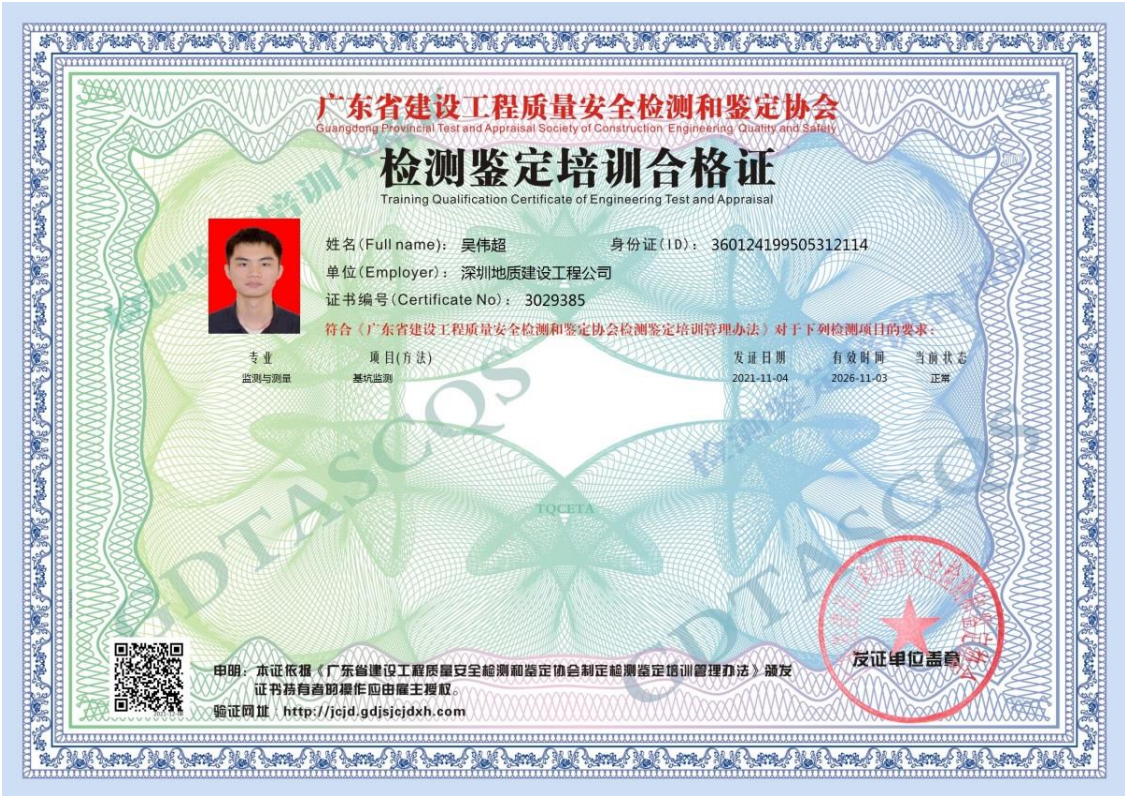 广东省建设工程质量安全检测和鉴定协会
Guangdong Provincial Test and Appraisal Society of Construction Engineering Quality and Safety
检测鉴定培训合格证
Training Qualification Certificate of Engineering Test and Appraisal
姓名(Full name): 吴伟超 身份证(ID): 360124199505312114
单位(Employer): 深圳地质建设工程公司
证书编号(Certificate No): 3029385
符合《广东省建设工程质量安全检测和鉴定协会检测鉴定培训管理办法》对于下列检测项目的要求:
专业 项目(方法) 发证日期 有效时间 当前状态
监测与测量 基坑监测 2021-11-04 2026-11-03 正常
GDTASCQS
GDTASCQS
TQCETA
发证单位盖章
申明: 本证依据《广东省建设工程质量安全检测和鉴定协会制定检测鉴定培训管理办法》颁发
证书持有者的操作应由雇主授权。
验证网址: http://jcjd.gdjsjcjdxh.com